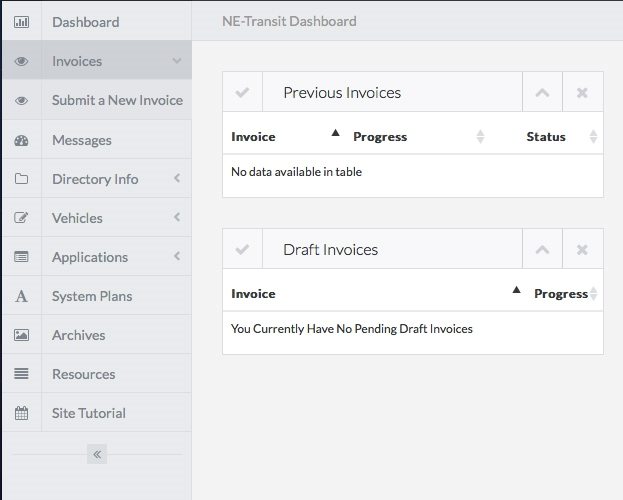 Dashboard
Invoices
Submit a New Invoice
Messages
Directory Info
Vehicles
Applications
System Plans
Archives
Resources
Site Tutorial
NE-Transit Dashboard
Previous Invoices
Invoice Progress Status
No data available in table
Draft Invoices
Invoice Progress
You Currently Have No Pending Draft Invoices